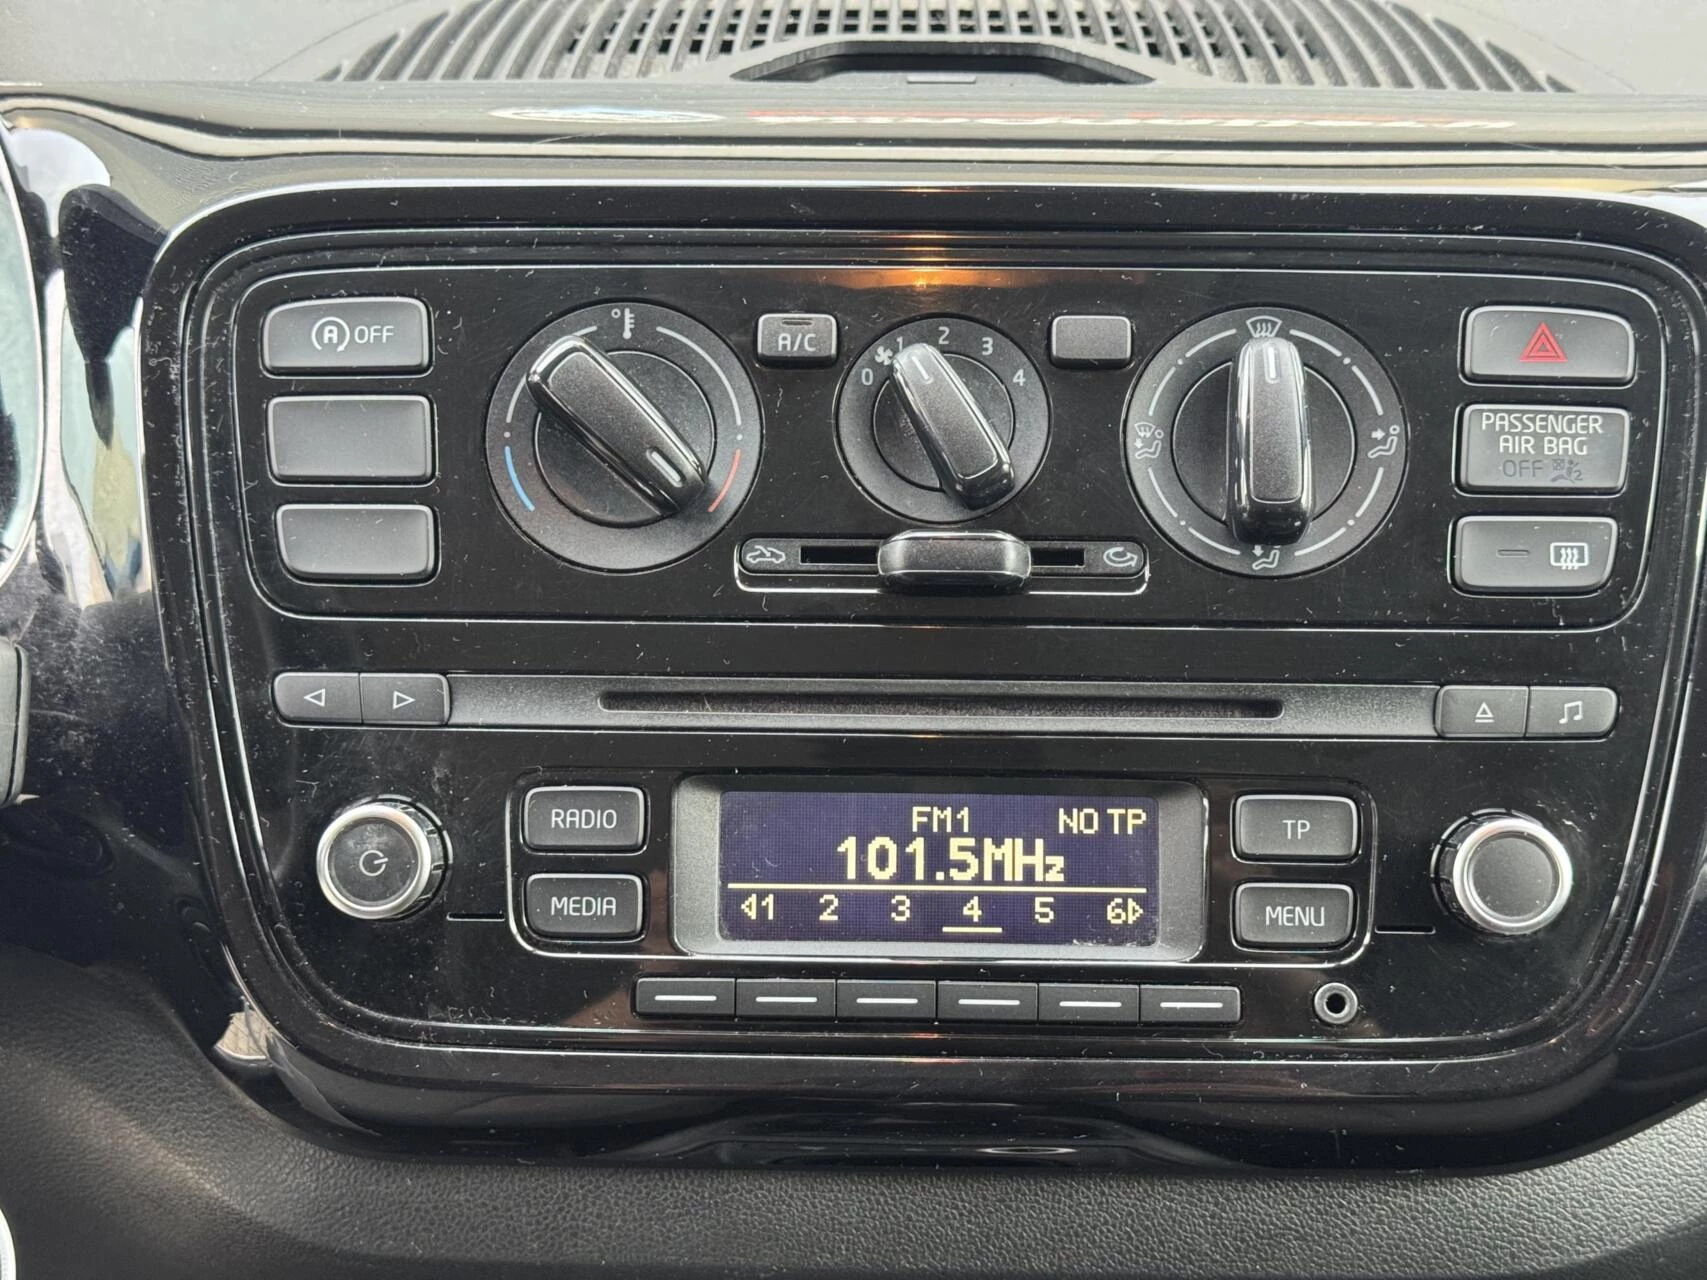 A OFF
A/C
0 1 2 3 4
PASSENGER
AIR BAG
OFF
RADIO
MEDIA
FM1 NO TP
101.5MHz
1 2 3 4 5 6
TP
MENU